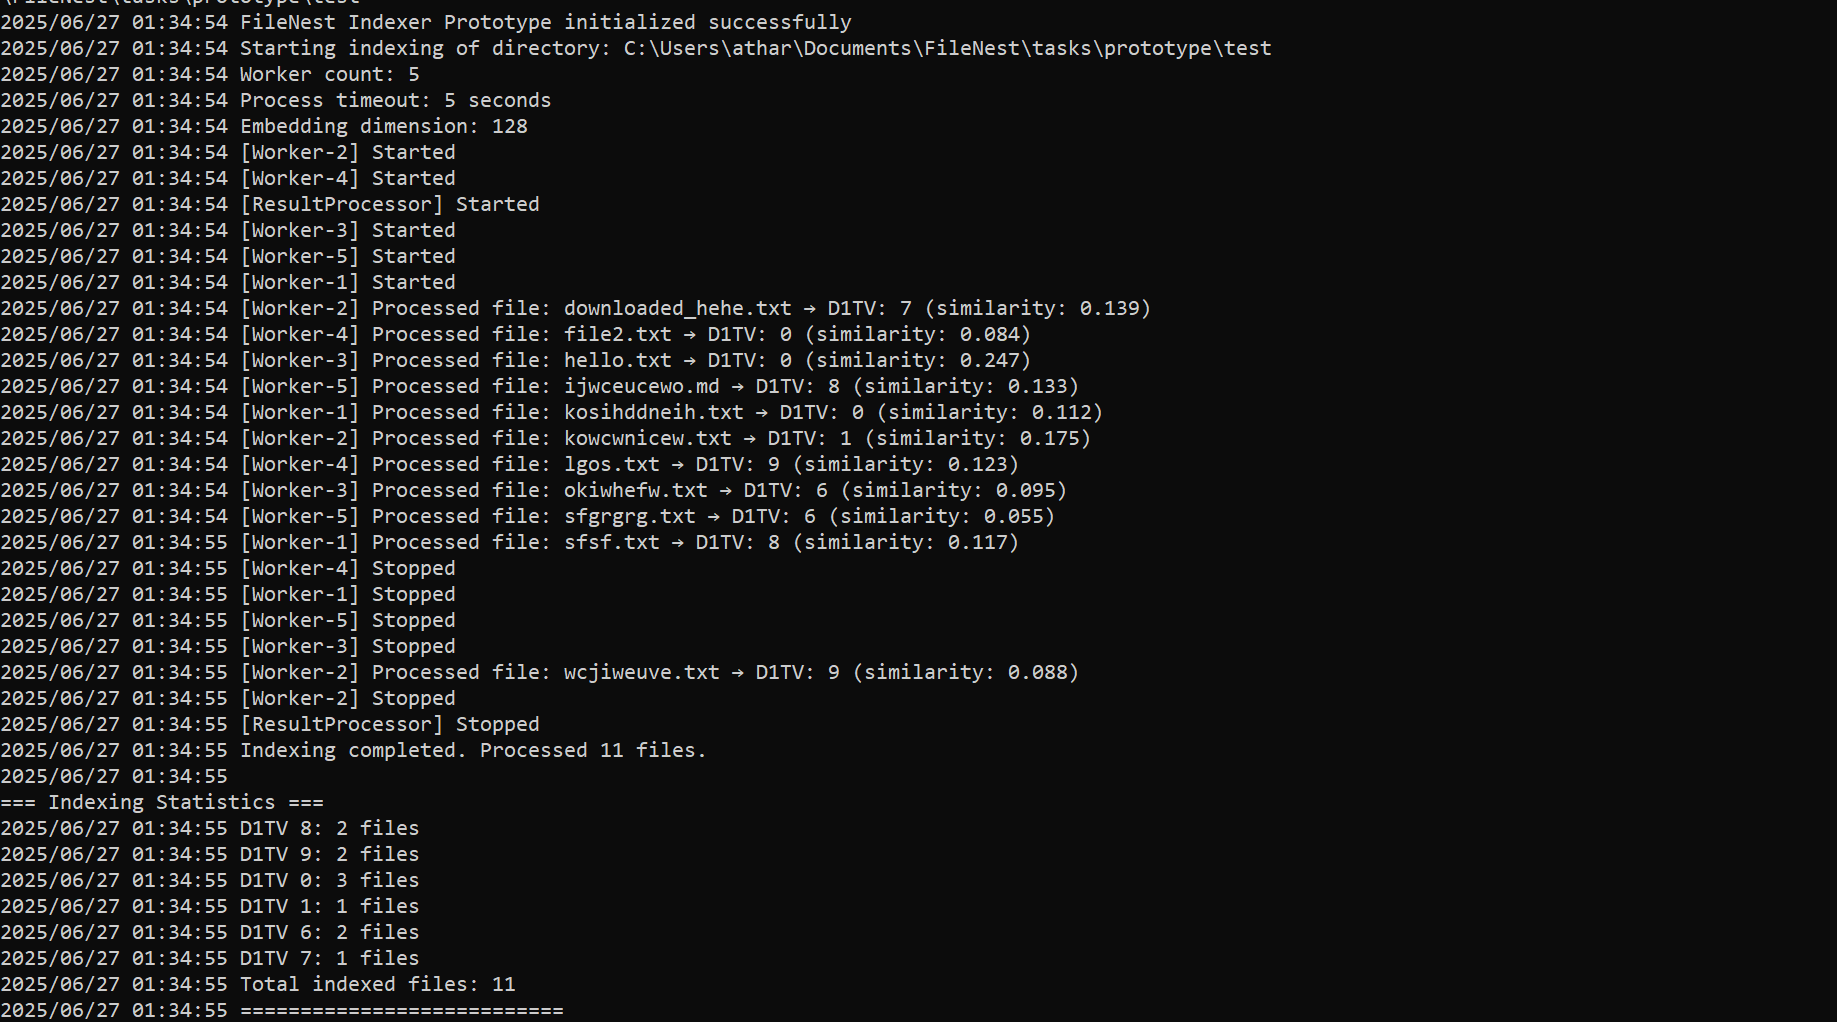 \FileNest\tasks\prototype\test
2025/06/27 01:34:54 FileNest Indexer Prototype initialized successfully
2025/06/27 01:34:54 Starting indexing of directory: C:\Users\athar\Documents\FileNest\tasks\prototype\test
2025/06/27 01:34:54 Worker count: 5
2025/06/27 01:34:54 Process timeout: 5 seconds
2025/06/27 01:34:54 Embedding dimension: 128
2025/06/27 01:34:54 [Worker-2] Started
2025/06/27 01:34:54 [Worker-4] Started
2025/06/27 01:34:54 [ResultProcessor] Started
2025/06/27 01:34:54 [Worker-3] Started
2025/06/27 01:34:54 [Worker-5] Started
2025/06/27 01:34:54 [Worker-1] Started
2025/06/27 01:34:54 [Worker-2] Processed file: downloaded_hehe.txt → D1TV: 7 (similarity: 0.139)
2025/06/27 01:34:54 [Worker-4] Processed file: file2.txt → D1TV: 0 (similarity: 0.084)
2025/06/27 01:34:54 [Worker-3] Processed file: hello.txt → D1TV: 0 (similarity: 0.247)
2025/06/27 01:34:54 [Worker-5] Processed file: ijwceucewo.md → D1TV: 8 (similarity: 0.133)
2025/06/27 01:34:54 [Worker-1] Processed file: kosihddneih.txt → D1TV: 0 (similarity: 0.112)
2025/06/27 01:34:54 [Worker-2] Processed file: kowcwnicew.txt → D1TV: 1 (similarity: 0.175)
2025/06/27 01:34:54 [Worker-4] Processed file: lgos.txt → D1TV: 9 (similarity: 0.123)
2025/06/27 01:34:54 [Worker-3] Processed file: okiwhefw.txt → D1TV: 6 (similarity: 0.095)
2025/06/27 01:34:54 [Worker-5] Processed file: sfgrgrg.txt → D1TV: 6 (similarity: 0.055)
2025/06/27 01:34:55 [Worker-1] Processed file: sfsf.txt → D1TV: 8 (similarity: 0.117)
2025/06/27 01:34:55 [Worker-4] Stopped
2025/06/27 01:34:55 [Worker-1] Stopped
2025/06/27 01:34:55 [Worker-5] Stopped
2025/06/27 01:34:55 [Worker-3] Stopped
2025/06/27 01:34:55 [Worker-2] Processed file: wcjiweuve.txt → D1TV: 9 (similarity: 0.088)
2025/06/27 01:34:55 [Worker-2] Stopped
2025/06/27 01:34:55 [ResultProcessor] Stopped
2025/06/27 01:34:55 Indexing completed. Processed 11 files.
2025/06/27 01:34:55
=== Indexing Statistics ===
2025/06/27 01:34:55 D1TV 8: 2 files
2025/06/27 01:34:55 D1TV 9: 2 files
2025/06/27 01:34:55 D1TV 0: 3 files
2025/06/27 01:34:55 D1TV 1: 1 files
2025/06/27 01:34:55 D1TV 6: 2 files
2025/06/27 01:34:55 D1TV 7: 1 files
2025/06/27 01:34:55 Total indexed files: 11
2025/06/27 01:34:55 ===========================